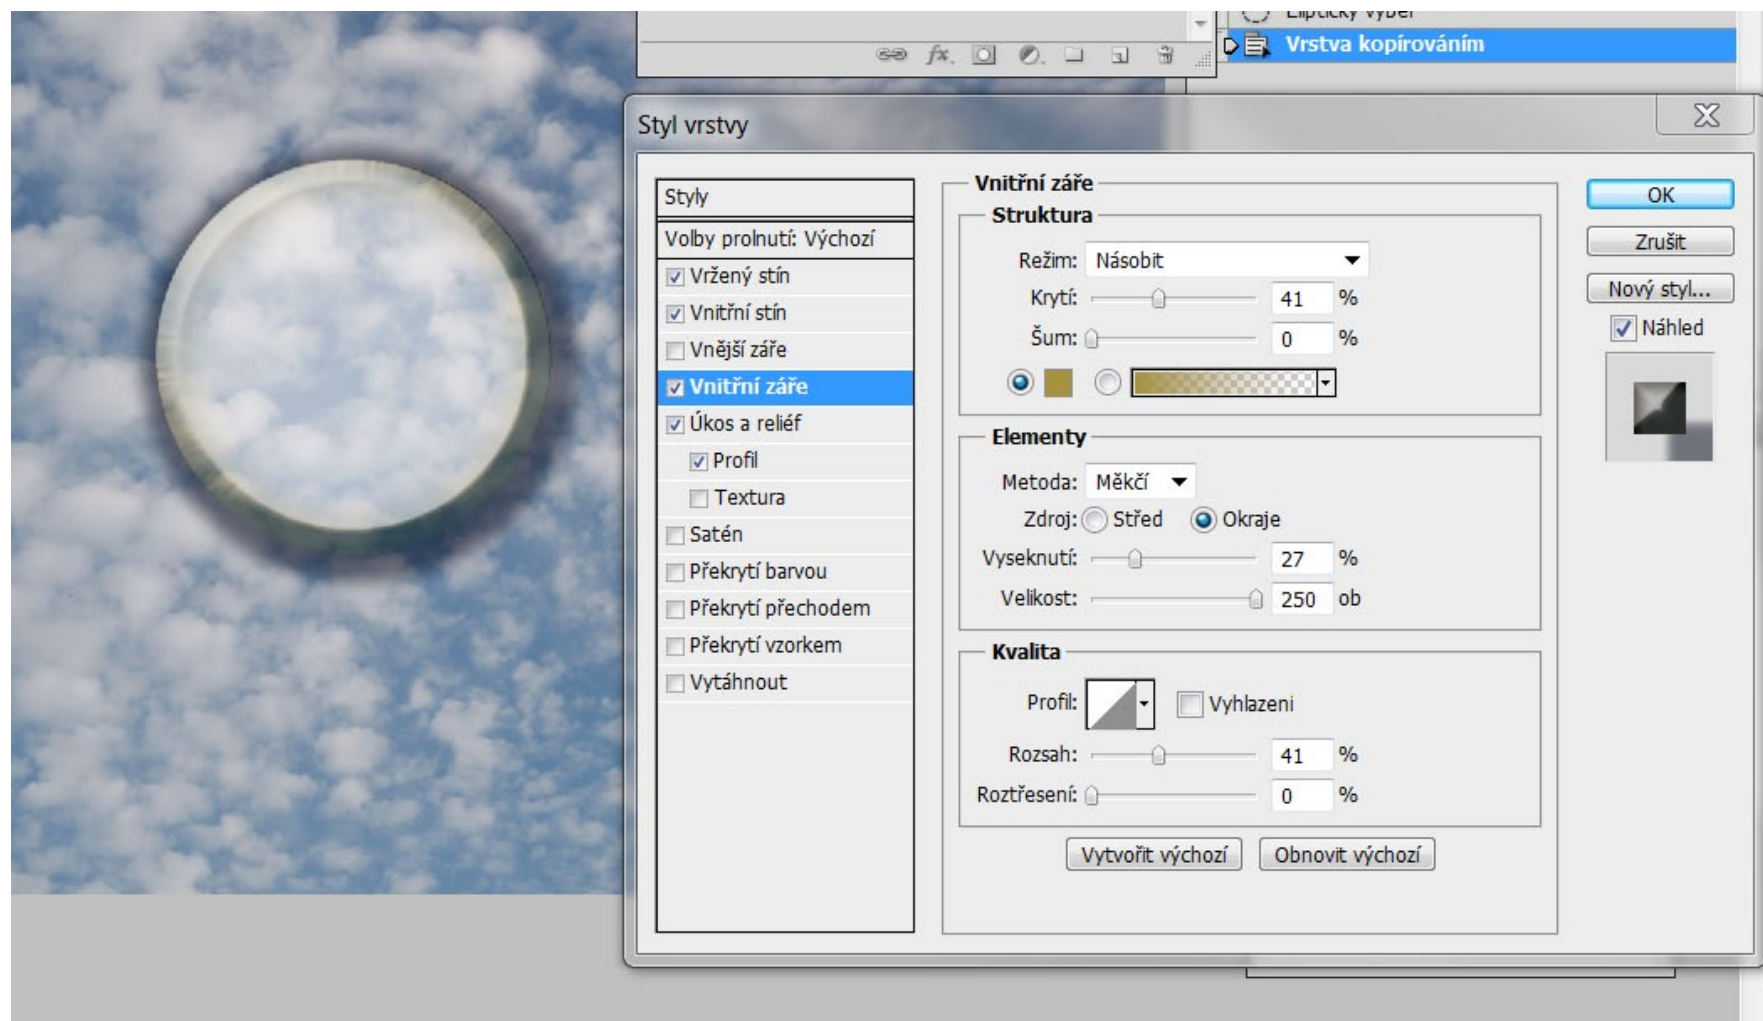 Eliptický výběr
Vrstva kopírováním
fx.
Styl vrstvy
Styly
Volby prolnutí: Výchozí
Vržený stín
Vnitřní stín
Vnější záře
Vnitřní záře
Úkos a reliéf
Profil
Textura
Satén
Překrytí barvou
Překrytí přechodem
Překrytí vzorkem
Vytáhnout
Vnitřní záře
Struktura
Režim: Násobit
Krytí: 41 %
Šum: 0 %
Elementy
Metoda: Měkčí
Zdroj: Střed Okraje
Vyseknutí: 27 %
Velikost: 250 ob
Kvalita
Profil: Vyhlazeni
Rozsah: 41 %
Roztřesení: 0 %
Vytvořit výchozí Obnovit výchozí
OK
Zrušit
Nový styl...
Náhled